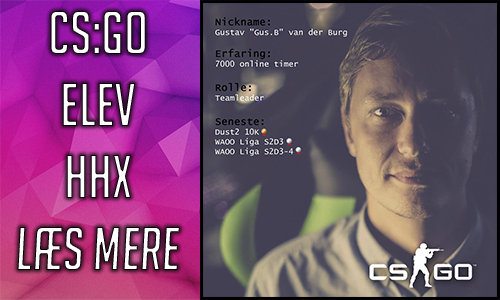 CS:GO
ELEV
HHX
LÆS MERE
Nickname:
Gustav "Gus.B" van der Burg
Erfaring:
7000 online timer
Rolle:
Teamleader
Seneste:
Dust2 10K
WAOO Liga S2D3
WAOO Liga S2D3-4
CS GO